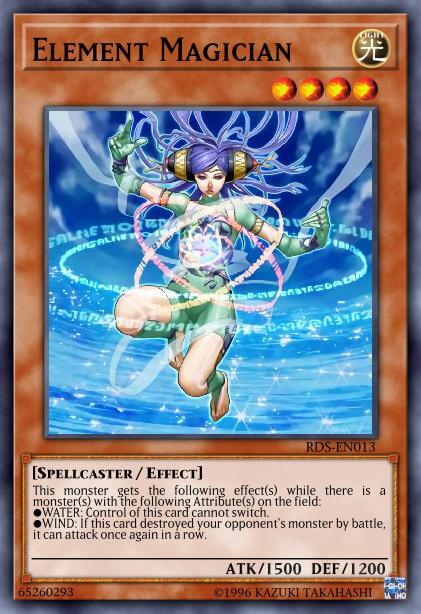 ELEMENT MAGICIAN
LIGHT
光
RDS-EN013
[SPELLCASTER / EFFECT]
This monster gets the following effect(s) while there is a
monster(s) with the following Attribute(s) on the field:
●WATER: Control of this card cannot switch.
●WIND: If this card destroyed your opponent's monster by battle,
it can attack once again in a row.
ATK/1500 DEF/1200
65260293
©1996 KAZUKI TAKAHASHI